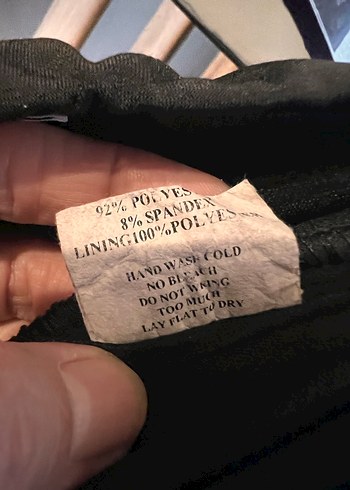 92% POLYES
8% SPANDEX
LINING100%POLYES
HAND WASH COLD
NO BLEACH
DO NOT WRING
TOO MUCH
LAY FLAT TO DRY